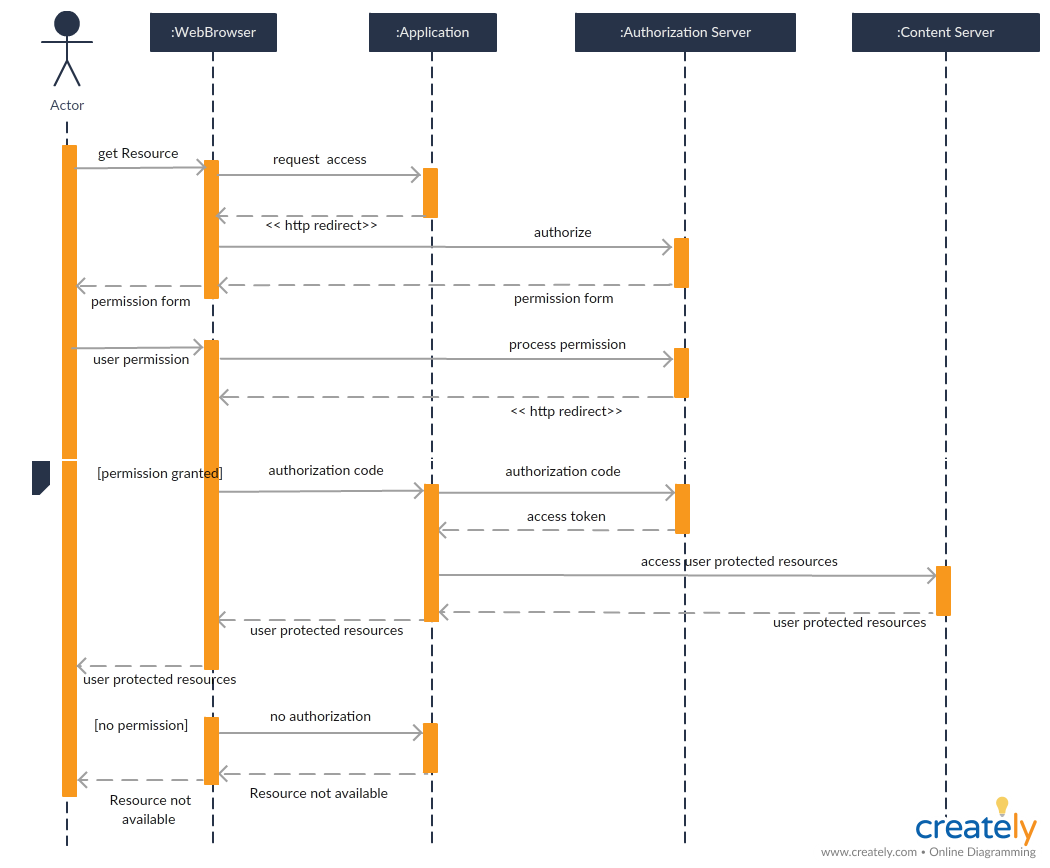 :WebBrowser
:Application
:Authorization Server
:Content Server
Actor
get Resource
request  access
<< http redirect>>
authorize
permission form
permission form
user permission
process permission
<< http redirect>>
[permission granted]
authorization code
authorization code
access token
access user protected resources
user protected resources
user protected resources
user protected resources
[no permission]
no authorization
Resource not available
Resource not
available
creately
www.creately.com • Online Diagramming